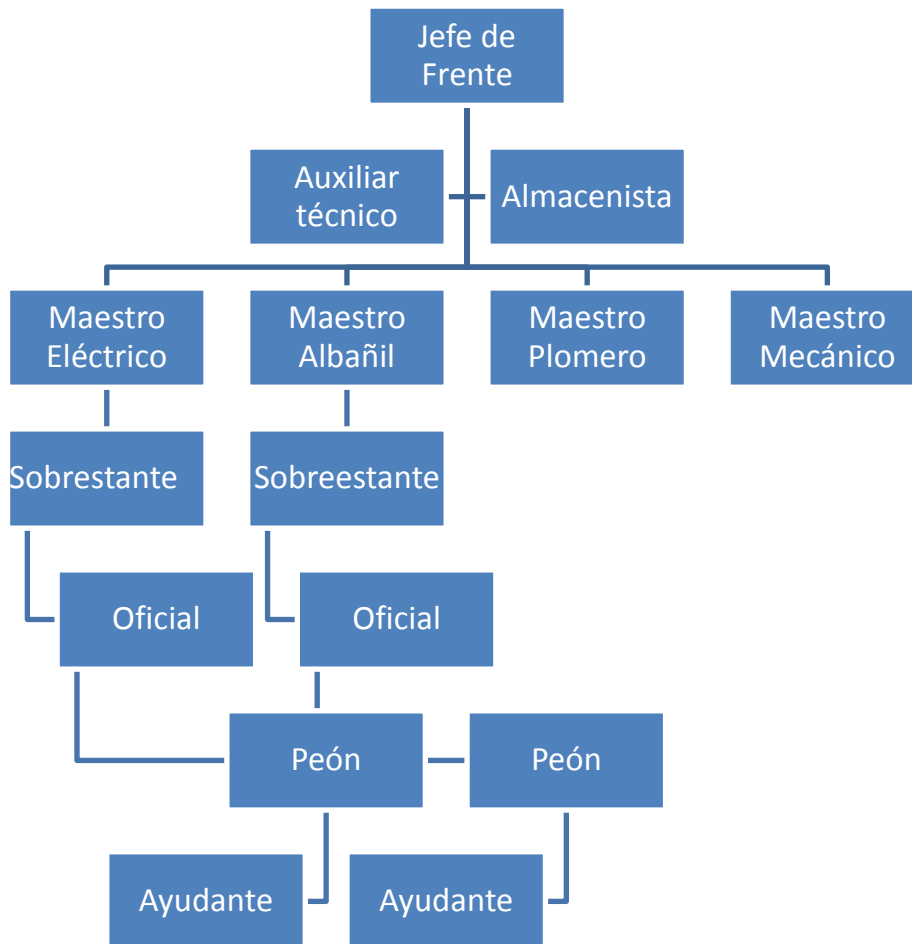 Jefe de
Frente
Auxiliar
técnico
Almacenista
Maestro
Eléctrico
Maestro
Albañil
Maestro
Plomero
Maestro
Mecánico
Sobrestante
Sobreestante
Oficial
Oficial
Peón
Peón
Ayudante
Ayudante